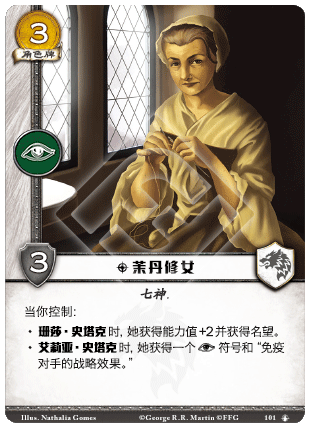 3
角色牌
3
茉丹修女
七神.
当你控制:
• 珊莎·史塔克时, 她获得能力值+2并获得名望。
• 艾莉亚·史塔克时, 她获得一个 符号和“免疫
对手的战略效果。”
Illus. Nathalia Gomes ©George R.R. Martin ©FFG 101